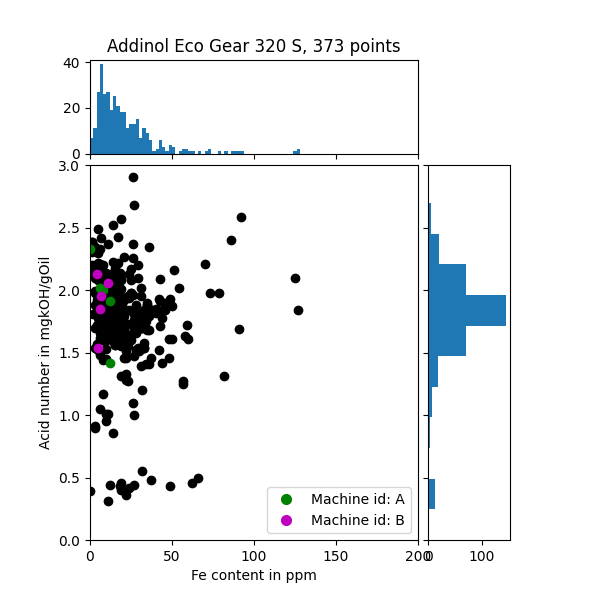 Addinol Eco Gear 320 S, 373 points
40
20
0
3.0
2.5
2.0
1.5
1.0
0.5
0.0
Acid number in mgkOH/gOil
Machine id: A
Machine id: B
0 50 100 150 200
0 100
Fe content in ppm